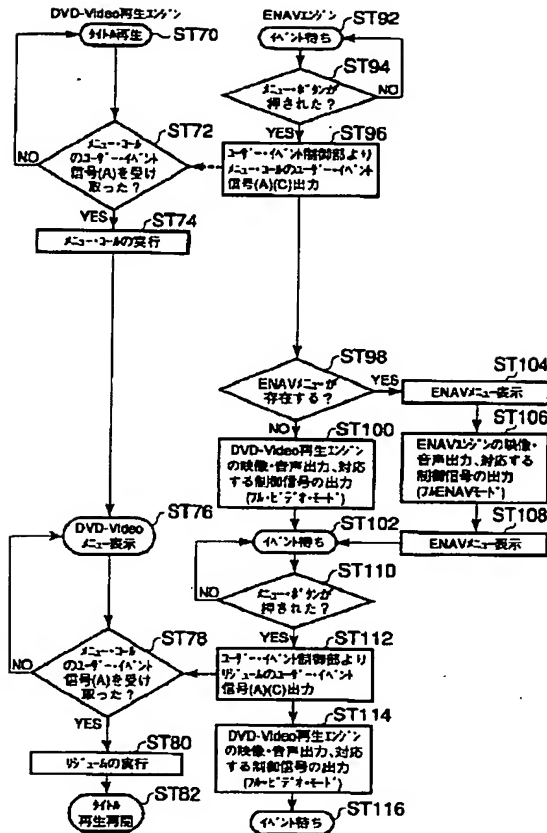 DVD-Video再生エンジン
タイトル再生
ST70
メニュー・コール
のユーザー・イベント
信号(A)を受け
取った?
ST72
NO
YES
ST74
メニュー・コールの実行
DVD-Video
メニュー表示
ST76
メニュー・コール
のユーザー・イベント
信号(A)を受け
取った?
ST78
NO
YES
ST80
リジュームの実行
タイトル
再生再開
ST82
ENAVエンジン
イベント待ち
ST92
メニュー・ボタンが
押された?
ST94
NO
YES
ST96
ユーザー・イベント制御部より
メニュー・コールのユーザー・イベント
信号(A)(C)出力
ENAVメニューが
存在する?
ST98
YES
NO
ST100
DVD-Video再生エンジン
の映像・音声出力、対応
する制御信号の出力
(フル・ビデオ・モード)
ST104
ENAVメニュー表示
ST106
ENAVエンジンの映像・
音声出力、対応する
制御信号の出力
(フルENAVモード)
ST108
ENAVメニュー表示
イベント待ち
ST102
メニュー・ボタンが
押された?
ST110
NO
YES
ST112
ユーザー・イベント制御部より
リジュームのユーザー・イベント
信号(A)(C)出力
ST114
DVD-Video再生エンジン
の映像・音声出力、対応
する制御信号の出力
(フル・ビデオ・モード)
イベント待ち
ST116